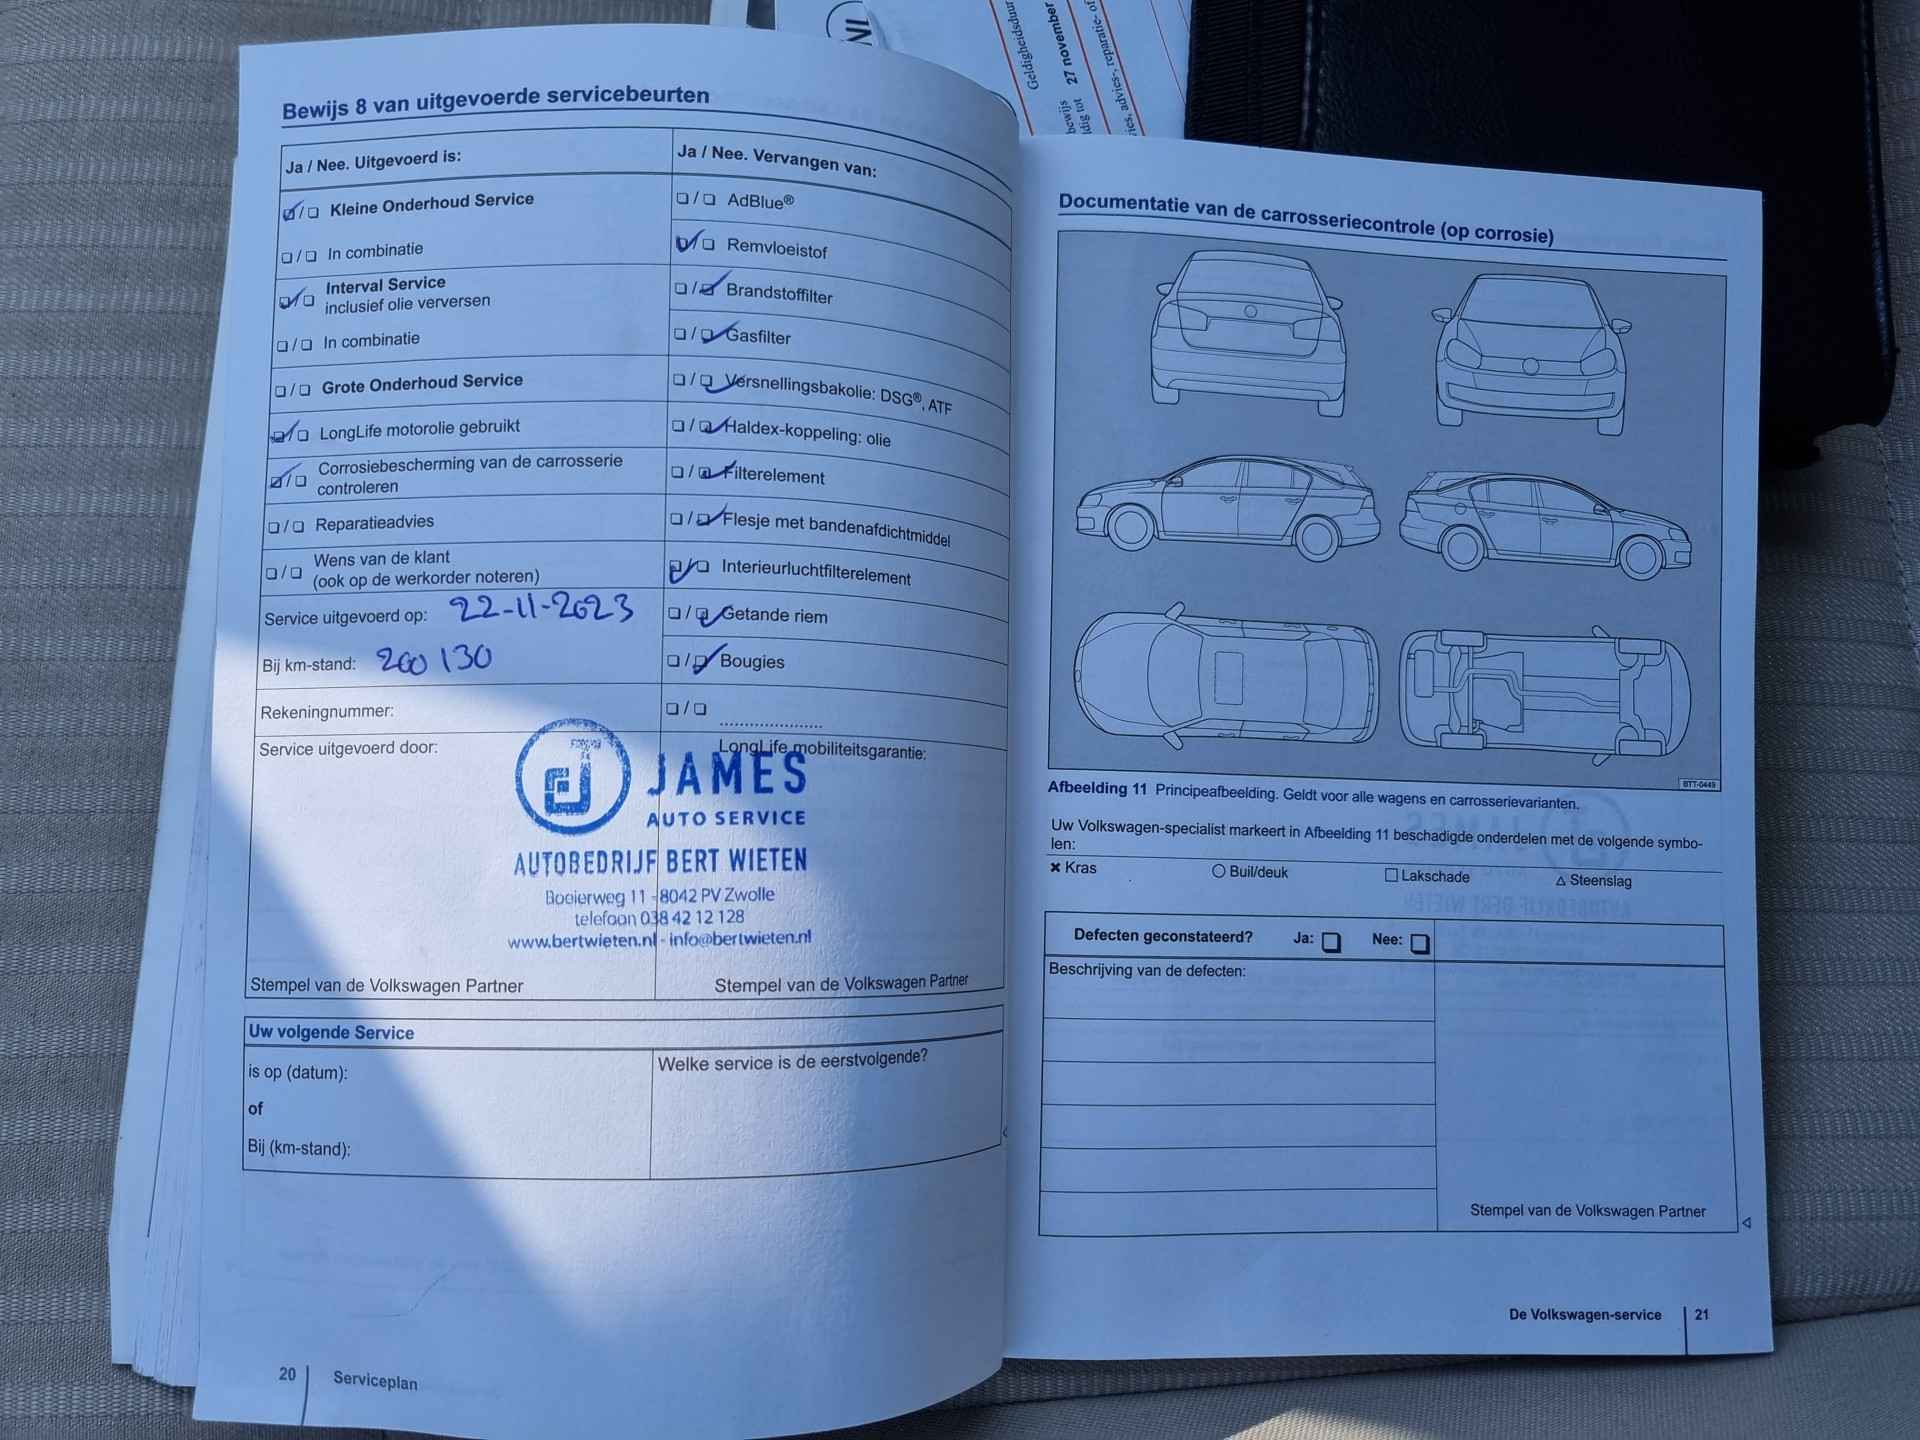 INI
Geldigheidsduur
bewijs
ldig tot
27 november
Bewijs 8 van uitgevoerde servicebeurten
Ja / Nee. Uitgevoerd is:
❏ / ❏ Kleine Onderhoud Service
❏ / ❏ In combinatie
❏ / ❏ Interval Service
inclusief olie verversen
❏ / ❏ In combinatie
❏ / ❏ Grote Onderhoud Service
❏ / ❏ LongLife motorolie gebruikt
❏ / ❏ Corrosiebescherming van de carrosserie
controleren
❏ / ❏ Reparatieadvies
❏ / ❏ Wens van de klant
(ook op de werkorder noteren)
Service uitgevoerd op: 22-11-2023
Bij km-stand: 200 130
Rekeningnummer:
Service uitgevoerd door:
Ja / Nee. Vervangen van:
❏ / ❏ AdBlue®
❏ / ❏ Remvloeistof
❏ / ❏ Brandstoffilter
❏ / ❏ Gasfilter
❏ / ❏ Versnellingsbakolie: DSG®, ATF
❏ / ❏ Haldex-koppeling: olie
❏ / ❏ Filterelement
❏ / ❏ Flesje met bandenafdichtmiddel
❏ / ❏ Interieurluchtfilterelement
❏ / ❏ Getande riem
❏ / ❏ Bougies
❏ / ❏ .....................
LongLife mobiliteitsgarantie:
JAMES
AUTO SERVICE
AUTOBEDRIJF BERT WIETEN
Booierweg 11 - 8042 PV Zwolle
telefoon 038 42 12 128
www.bertwieten.nl - info@bertwieten.nl
Stempel van de Volkswagen Partner
Stempel van de Volkswagen Partner
Uw volgende Service
is op (datum):
of
Bij (km-stand):
Welke service is de eerstvolgende?
20 Serviceplan
Documentatie van de carrosseriecontrole (op corrosie)
BTT-0449
Afbeelding 11 Principeafbeelding. Geldt voor alle wagens en carrosserievarianten.
Uw Volkswagen-specialist markeert in Afbeelding 11 beschadigde onderdelen met de volgende symbo-
len:
✖ Kras ○ Buil/deuk □ Lakschade △ Steenslag
Defecten geconstateerd? Ja: ❏ Nee: ❏
Beschrijving van de defecten:
Stempel van de Volkswagen Partner
De Volkswagen-service 21